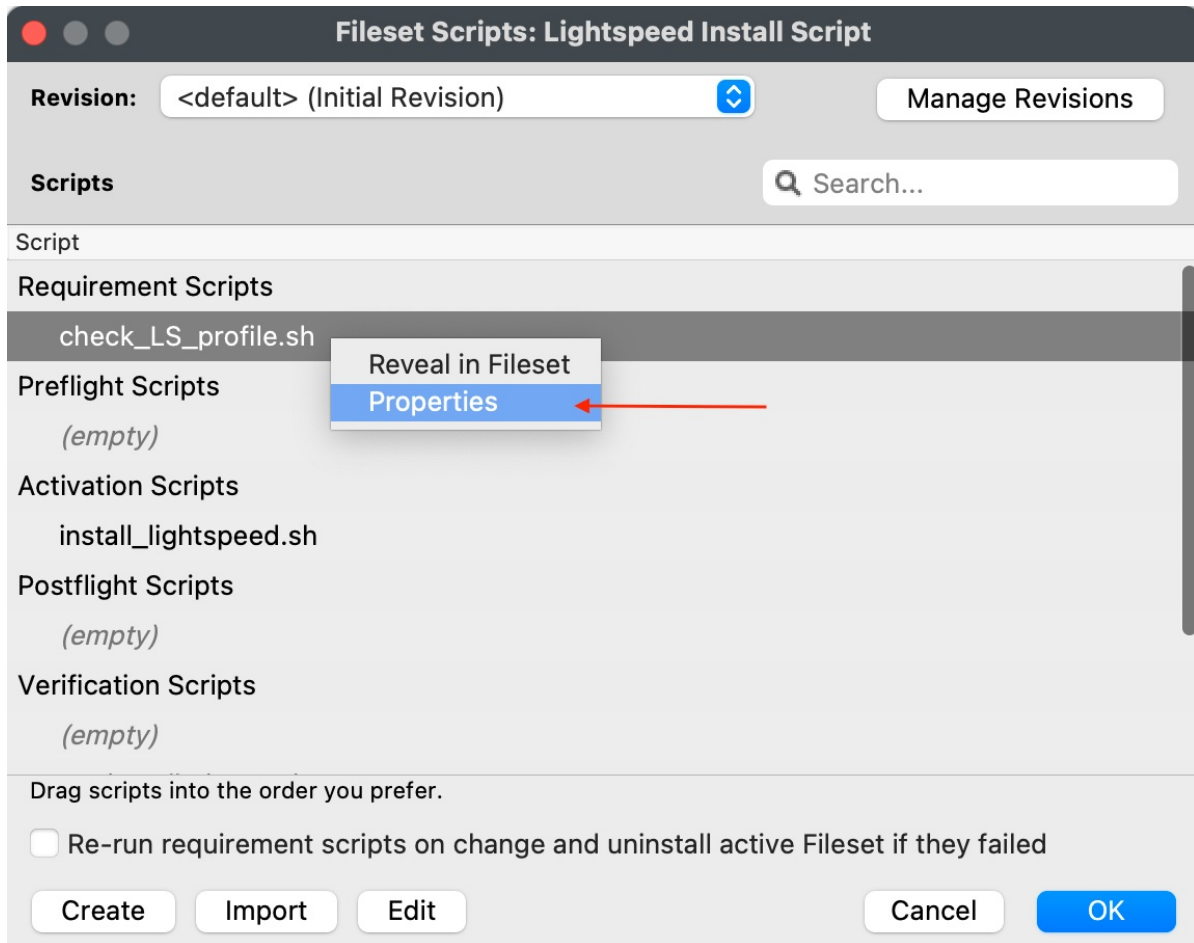 Fileset Scripts: Lightspeed Install Script
Revision: <default> (Initial Revision) Manage Revisions
Scripts Search...
Script
Requirement Scripts
check_LS_profile.sh
Reveal in Fileset
Preflight Scripts
Properties
(empty)
Activation Scripts
install_lightspeed.sh
Postflight Scripts
(empty)
Verification Scripts
(empty)
Drag scripts into the order you prefer.
Re-run requirement scripts on change and uninstall active Fileset if they failed
Create Import Edit Cancel OK